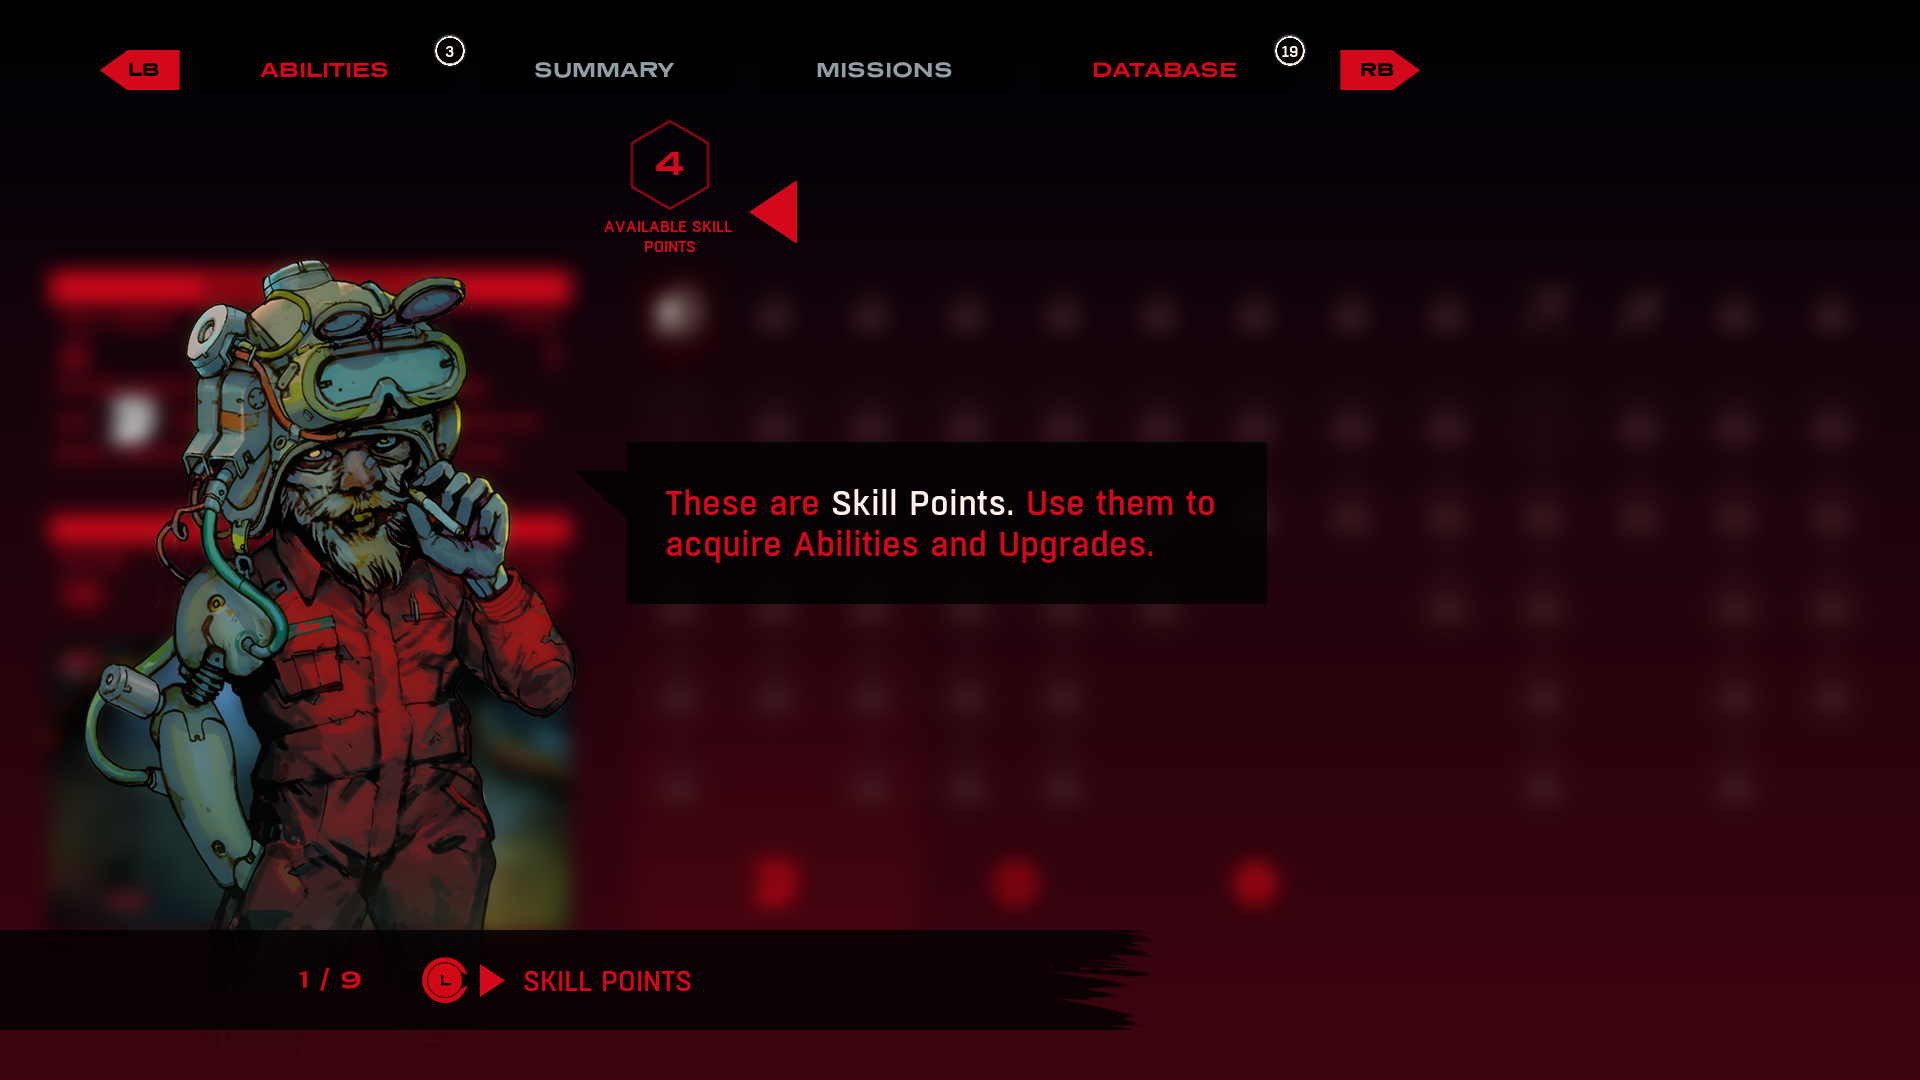 LB
ABILITIES
3
SUMMARY
MISSIONS
DATABASE
19
RB
4
AVAILABLE SKILL
POINTS
These are Skill Points. Use them to
acquire Abilities and Upgrades.
1 / 9
L
SKILL POINTS